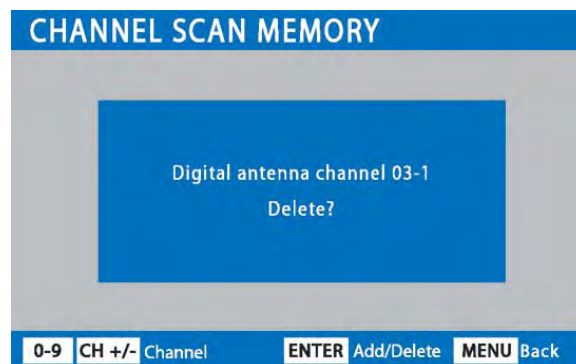 CHANNEL SCAN MEMORY
Digital antenna channel 03-1
Delete?
0-9 CH +/- Channel ENTER Add/Delete MENU Back